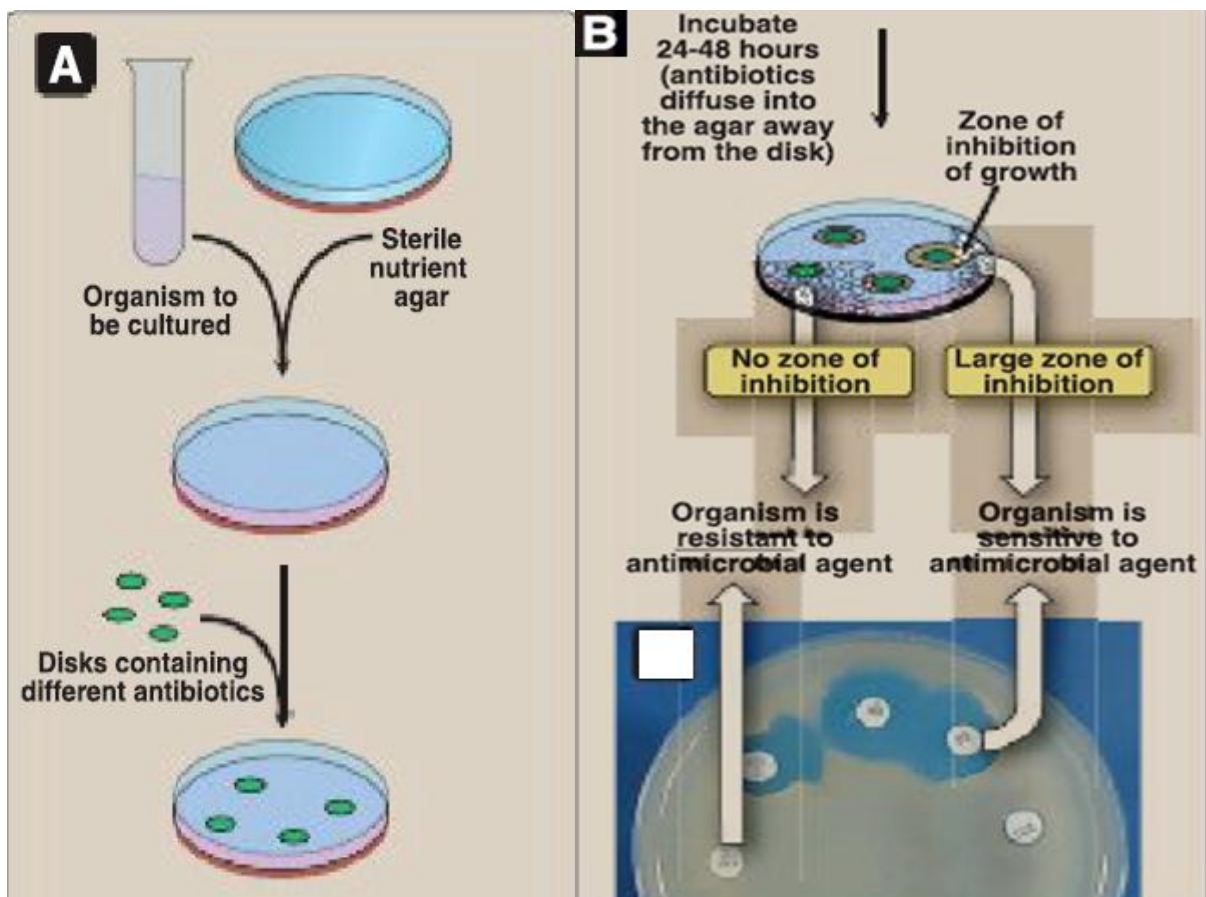 A
Organism to
be cultured
Sterile
nutrient
agar
Disks containing
different antibiotics
B
Incubate
24-48 hours
(antibiotics
diffuse into
the agar away
from the disk)
Zone of
inhibition
of growth
No zone of
inhibition
Large zone of
inhibition
Organism is
resistant to
antimicrobial agent
Organism is
sensitive to
antimicrobial agent